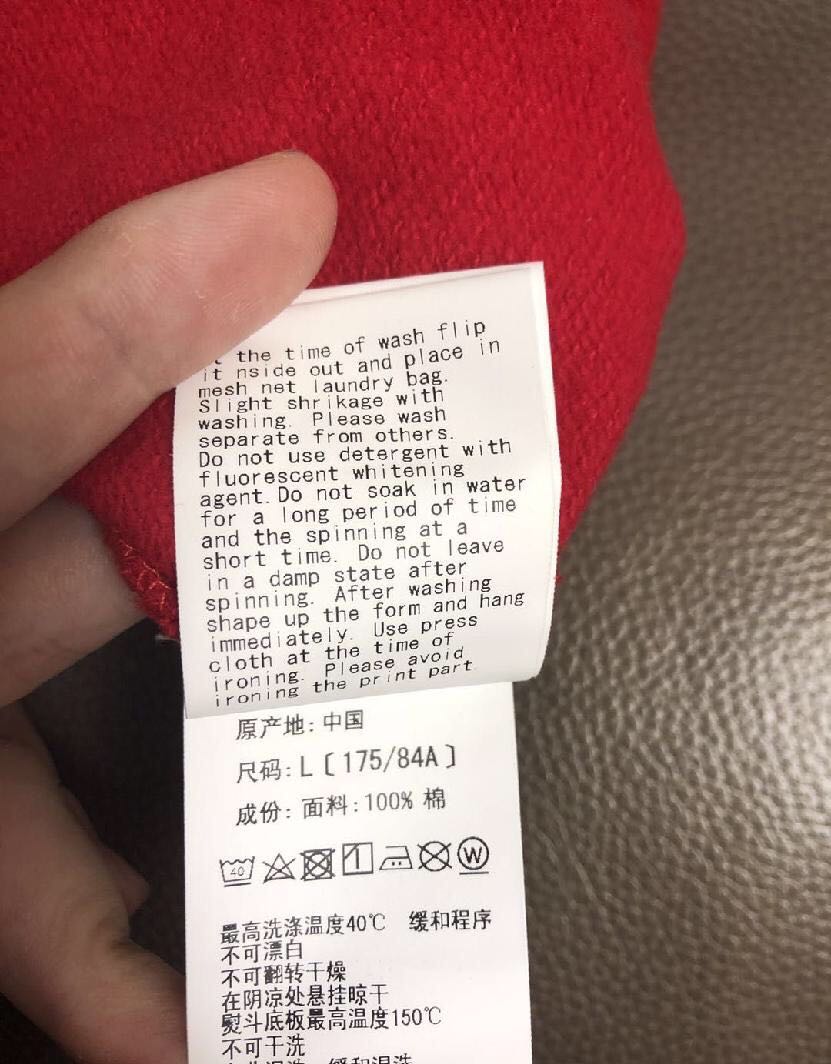 the time of wash flip
it nside out and place in
mesh net laundry bag.
Slight shrikage with
washing. Please wash
separate from others.
Do not use detergent with
fluorescent whitening
agent. Do not soak in water
for a long period of time
and the spinning at a
short time. Do not leave
in a damp state after
spinning. After washing
shape up the form and hang
immediately. Use press
cloth at the time of
ironing. Please avoid
ironing the print part
原产地: 中国
尺码: L [175/84A]
成份: 面料:100% 棉
40 W
最高洗涤温度40℃ 缓和程序
不可漂白
不可翻转干燥
在阴凉处悬挂晾干
熨斗底板最高温度150℃
不可干洗
缓和湿洗